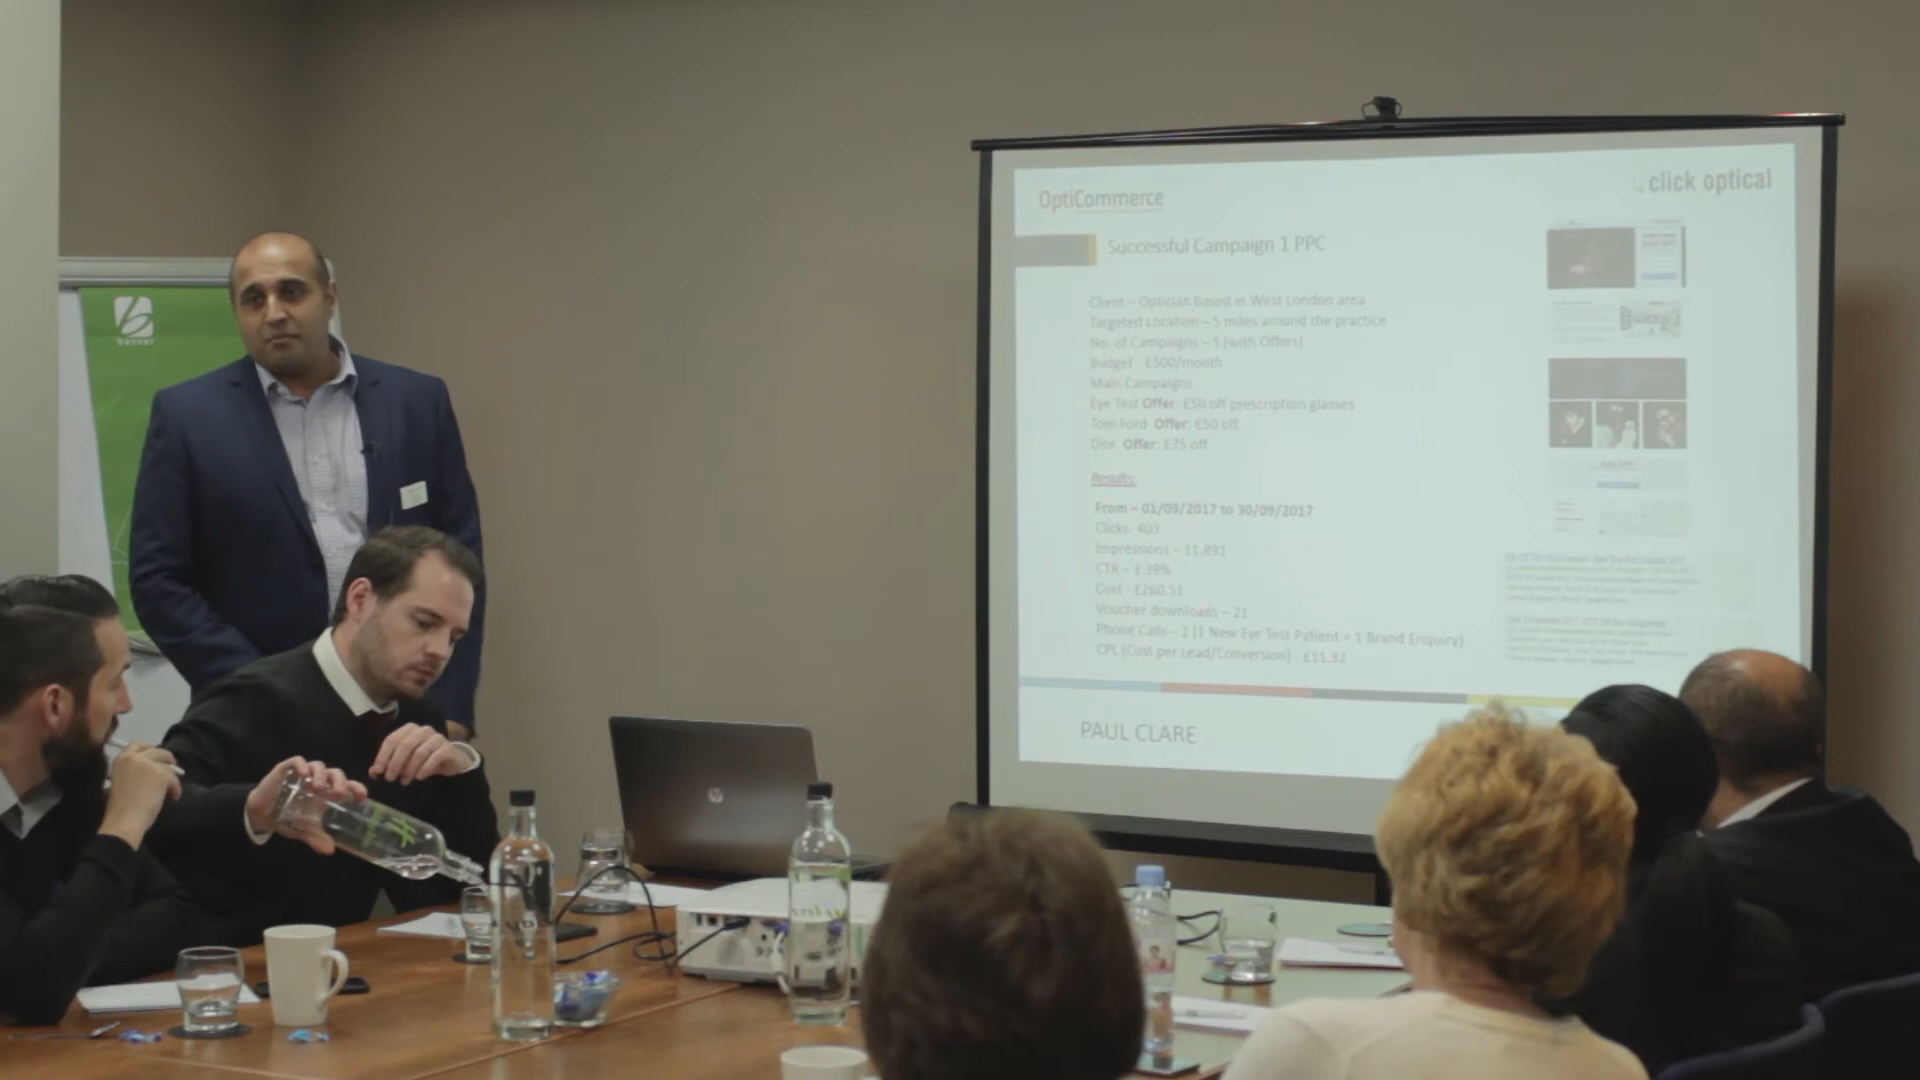 OptiCommerce
click optical
Successful Campaign 1 PPC
Client – Optician based in West London area
Targeted Location – 5 miles around the practice
No. of Campaigns – 5 (with Offers)
Budget - £500/month
Main Campaigns
Eye Test Offer: £50 off prescription glasses
Tom Ford Offer: £50 off
Dior Offer: £75 off
Results:
From – 01/09/2017 to 30/09/2017
Clicks- 403
Impressions – 11,891
CTR – 3.39%
Cost - £260.51
Voucher downloads – 21
Phone Calls – 2 (1 New Eye Test Patient + 1 Brand Enquiry)
CPL (Cost per Lead/Conversion) - £11.32
PAUL CLARE
hp